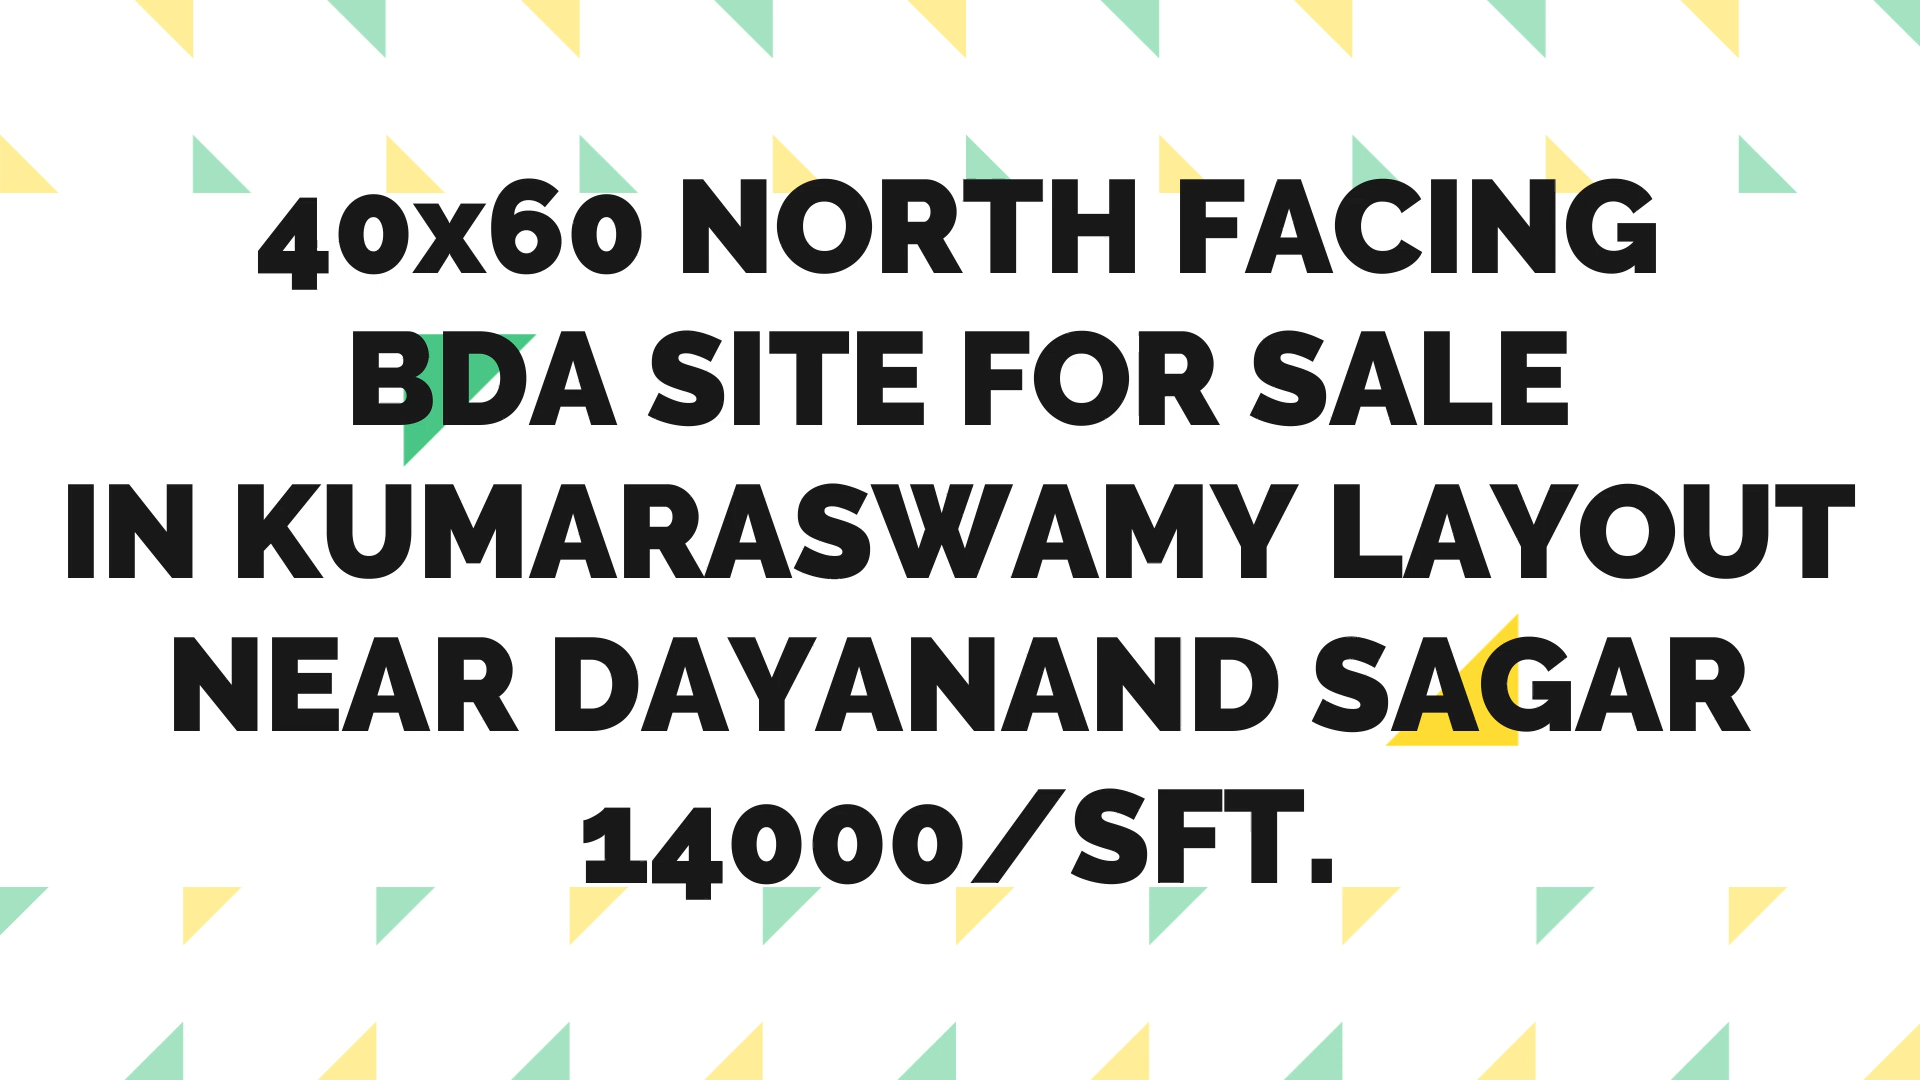 40x60 NORTH FACING
BDA SITE FOR SALE
IN KUMARASWAMY LAYOUT
NEAR DAYANAND SAGAR
14000/SFT.